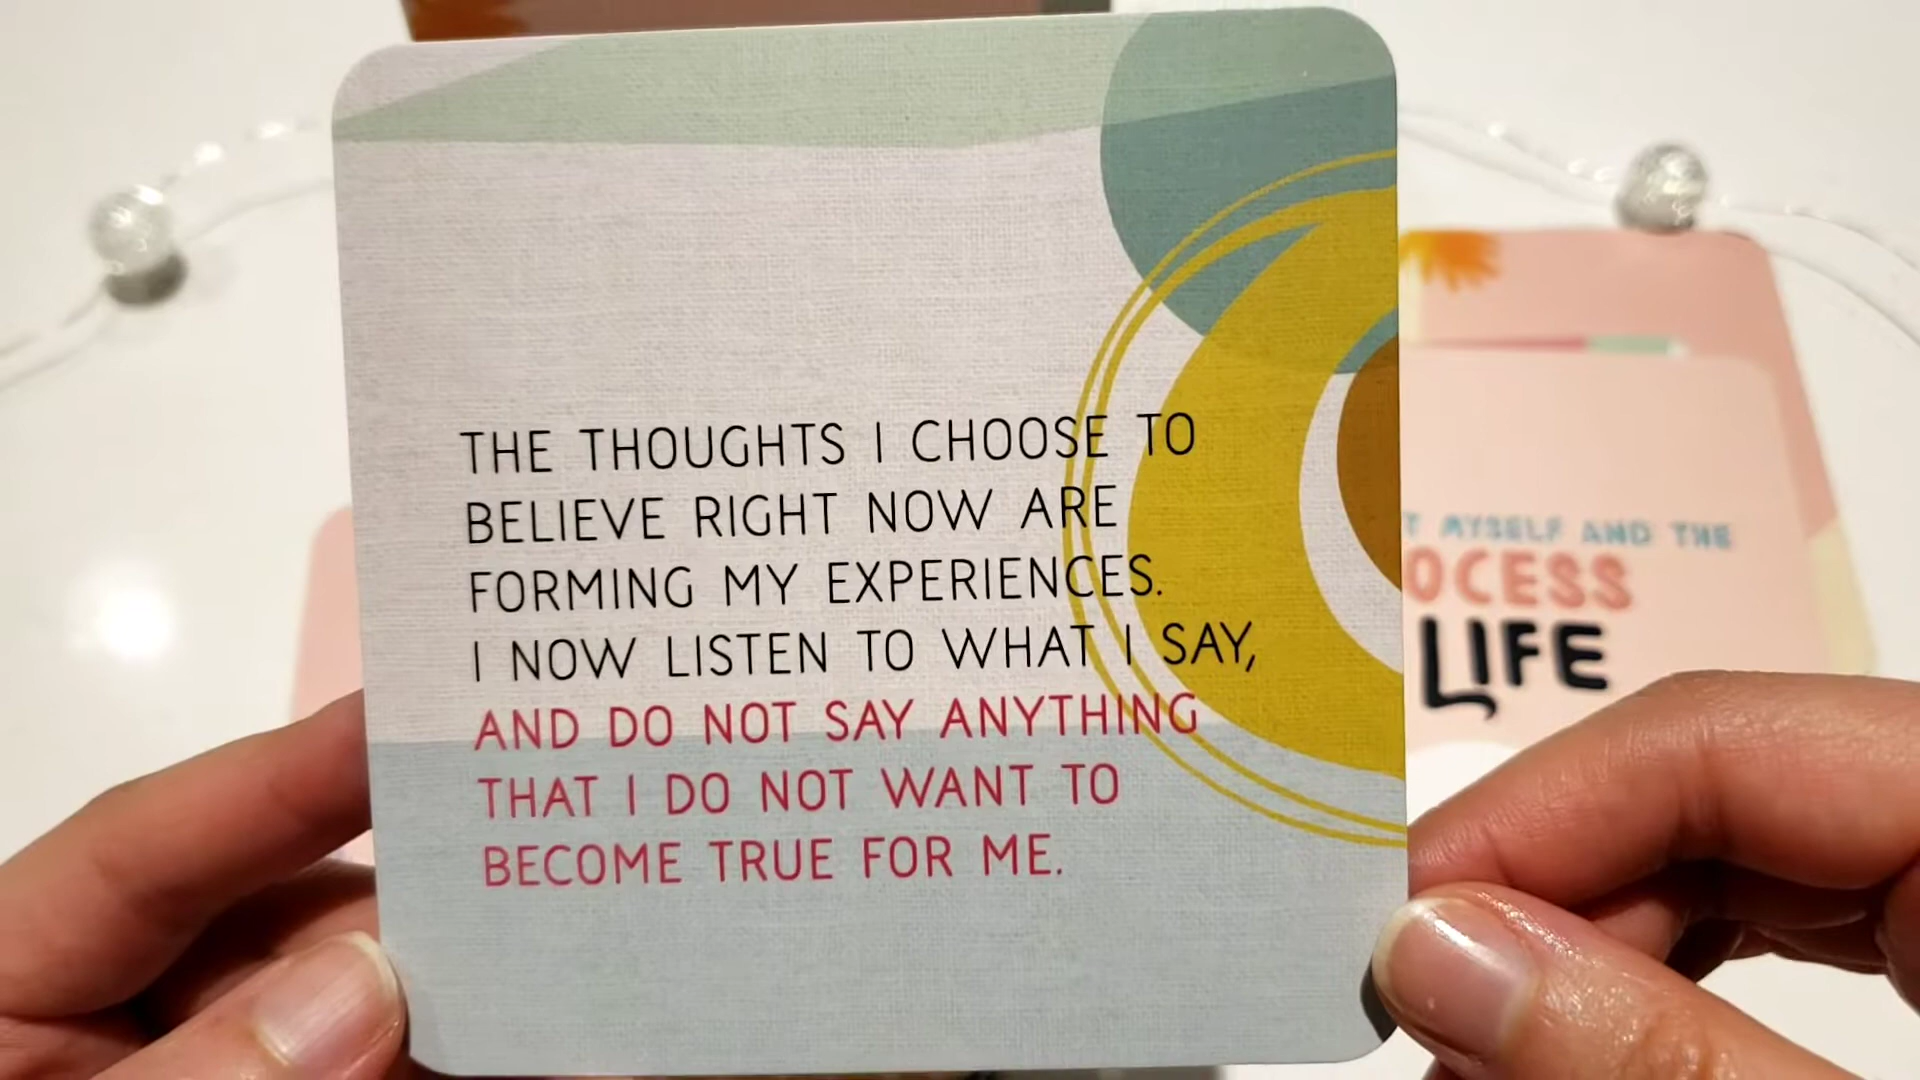 THE THOUGHTS I CHOOSE TO
BELIEVE RIGHT NOW ARE
FORMING MY EXPERIENCES.
I NOW LISTEN TO WHAT I SAY,
AND DO NOT SAY ANYTHING
THAT I DO NOT WANT TO
BECOME TRUE FOR ME.
MYSELF AND THE
LIFE